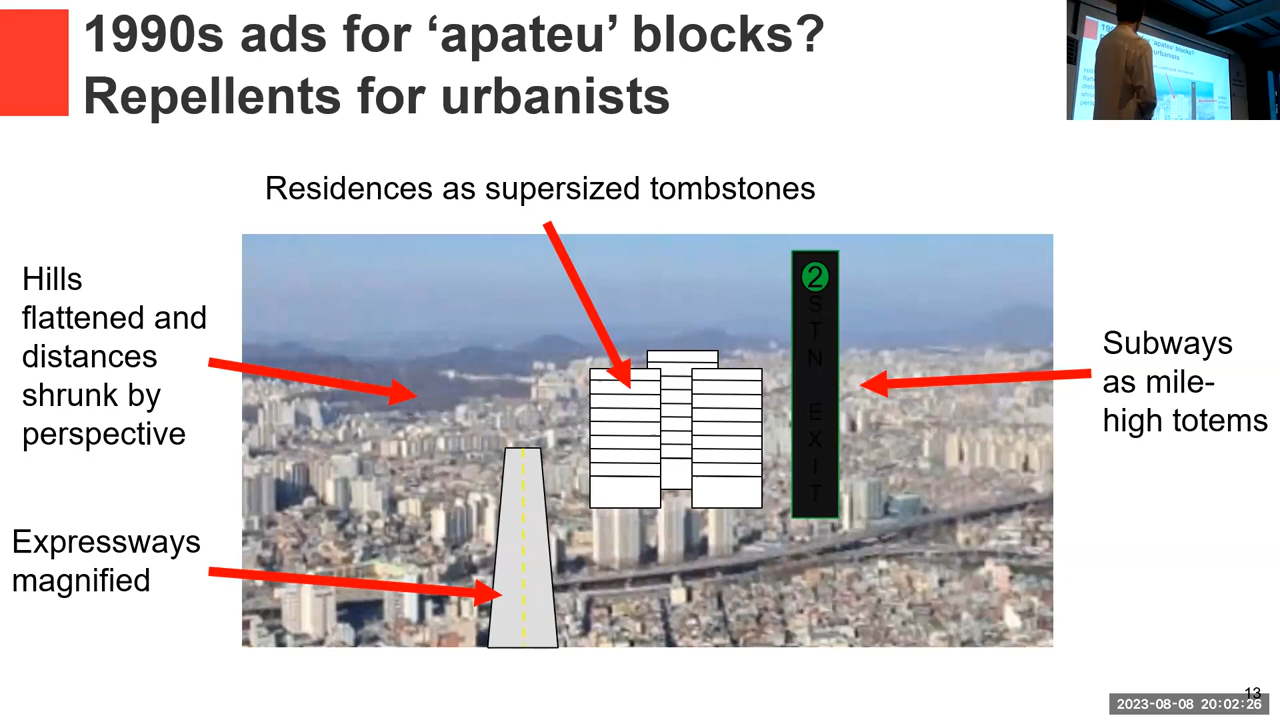 1990s ads for ‘apateu’ blocks?
Repellents for urbanists
Residences as supersized tombstones
Hills
flattened and
distances
shrunk by
perspective
2
S
T
N
E
X
I
T
Subways
as mile-
high totems
Expressways
magnified
13
2023-08-08 20:02:26